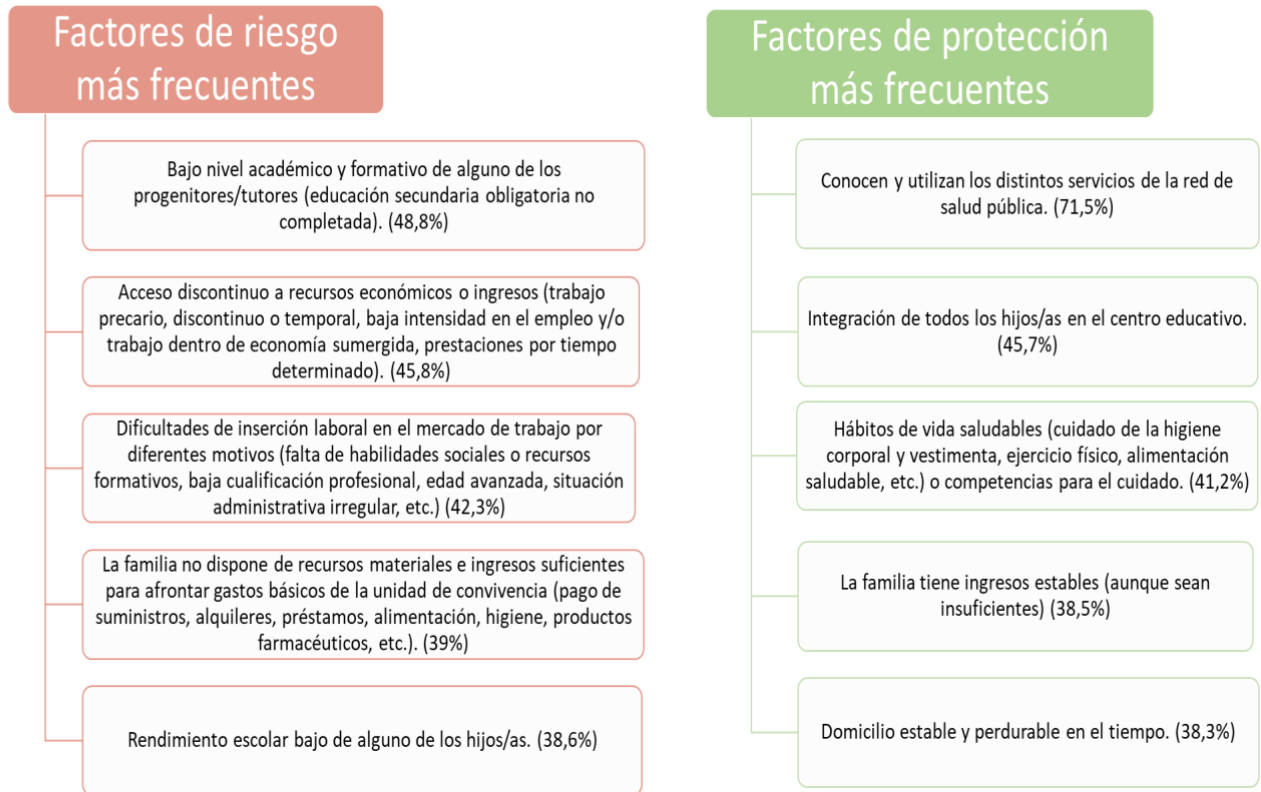 Factores de riesgo
más frecuentes
Bajo nivel académico y formativo de alguno de los
progenitores/tutores (educación secundaria obligatoria no
completada). (48,8%)
Acceso discontinuo a recursos económicos o ingresos (trabajo
precario, discontinuo o temporal, baja intensidad en el empleo y/o
trabajo dentro de economía sumergida, prestaciones por tiempo
determinado). (45,8%)
Dificultades de inserción laboral en el mercado de trabajo por
diferentes motivos (falta de habilidades sociales o recursos
formativos, baja cualificación profesional, edad avanzada, situación
administrativa irregular, etc.) (42,3%)
La familia no dispone de recursos materiales e ingresos suficientes
para afrontar gastos básicos de la unidad de convivencia (pago de
suministros, alquileres, préstamos, alimentación, higiene, productos
farmacéuticos, etc.). (39%)
Rendimiento escolar bajo de alguno de los hijos/as. (38,6%)
Factores de protección
más frecuentes
Conocen y utilizan los distintos servicios de la red de
salud pública. (71,5%)
Integración de todos los hijos/as en el centro educativo.
(45,7%)
Hábitos de vida saludables (cuidado de la higiene
corporal y vestimenta, ejercicio físico, alimentación
saludable, etc.) o competencias para el cuidado. (41,2%)
La familia tiene ingresos estables (aunque sean
insuficientes) (38,5%)
Domicilio estable y perdurable en el tiempo. (38,3%)